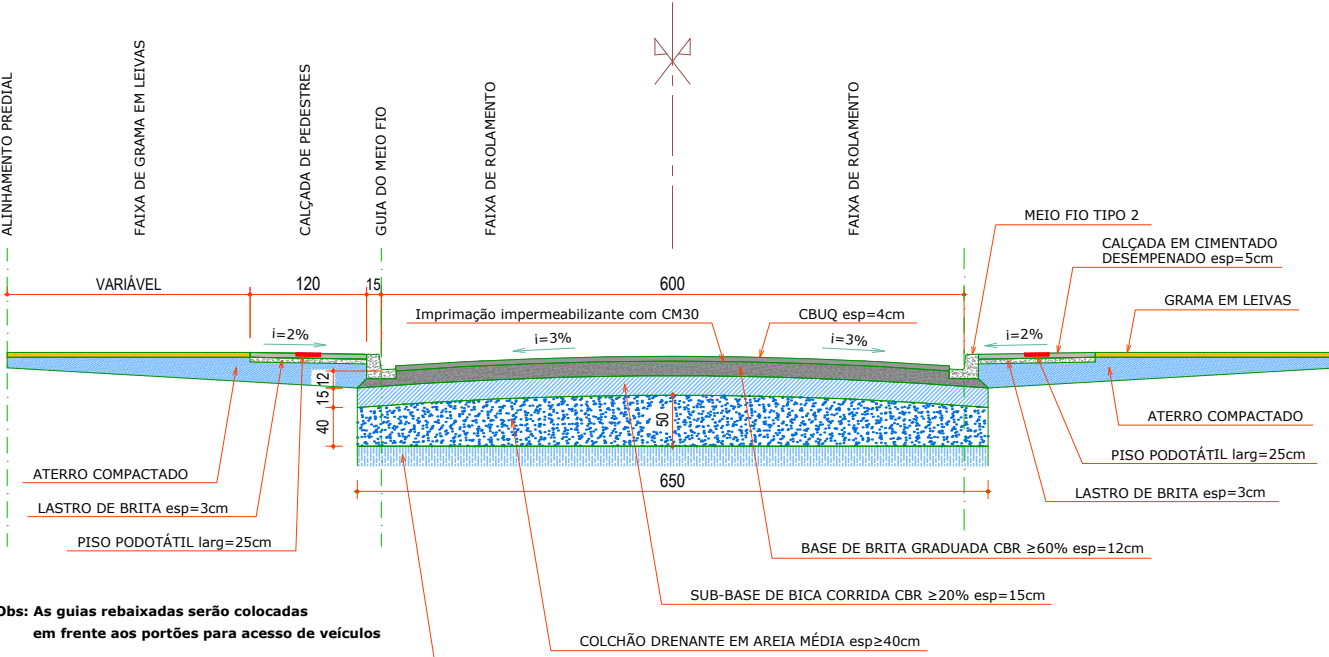 ALINHAMENTO PREDIAL
FAIXA DE GRAMA EM LEIVAS
CALÇADA DE PEDESTRES
GUIA DO MEIO FIO
FAIXA DE ROLAMENTO
FAIXA DE ROLAMENTO
MEIO FIO TIPO 2
CALÇADA EM CIMENTADO
DESEMPENADO esp=5cm
GRAMA EM LEIVAS
VARIÁVEL
120
15
600
Imprimação impermeabilizante com CM30
CBUQ esp=4cm
i=2%
i=3%
i=3%
i=2%
12
15
40
50
650
ATERRO COMPACTADO
LASTRO DE BRITA esp=3cm
PISO PODOTÁTIL larg=25cm
ATERRO COMPACTADO
PISO PODOTÁTIL larg=25cm
LASTRO DE BRITA esp=3cm
BASE DE BRITA GRADUADA CBR ≥60% esp=12cm
SUB-BASE DE BICA CORRIDA CBR ≥20% esp=15cm
COLCHÃO DRENANTE EM AREIA MÉDIA esp≥40cm
Obs: As guias rebaixadas serão colocadas
em frente aos portões para acesso de veículos